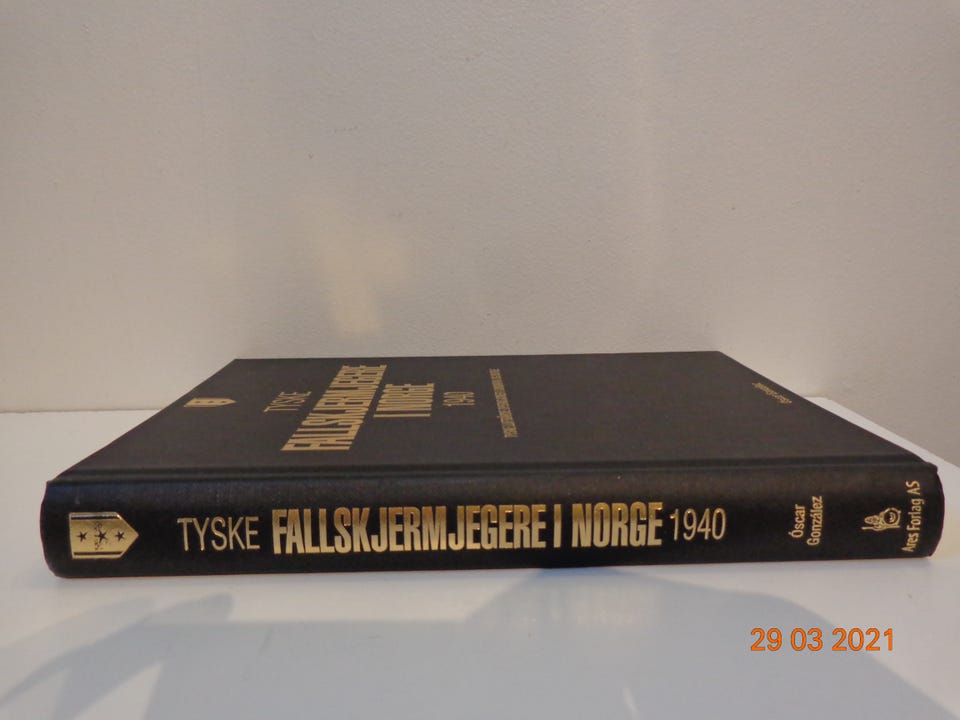 TYSKE
FALLSKJERMJEGERE
I NORGE
1940
TYSKE FALLSKJERMJEGERE I NORGE 1940
Óscar
González
Ares Forlag AS
29 03 2021